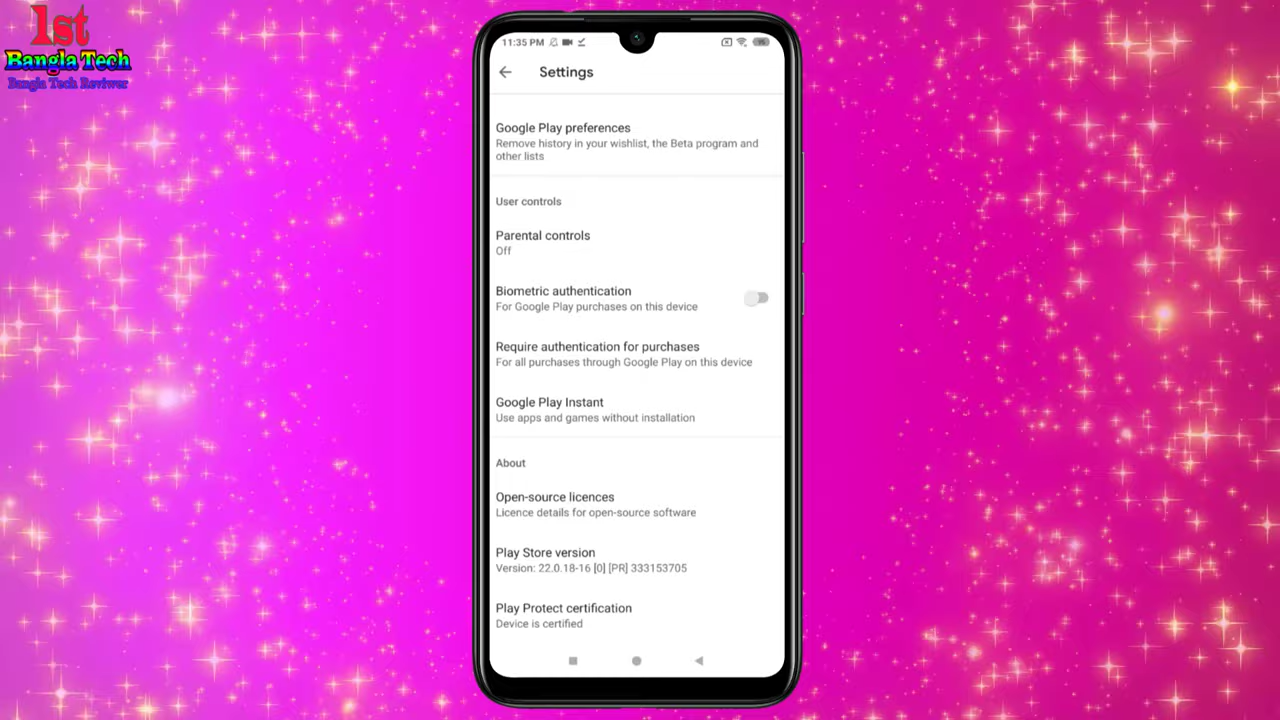 1st
Bangla Tech
Bangla Tech Reviwer
11:35 PM
Settings
Google Play preferences
Remove history in your wishlist, the Beta program and
other lists
User controls
Parental controls
Off
Biometric authentication
For Google Play purchases on this device
Require authentication for purchases
For all purchases through Google Play on this device
Google Play Instant
Use apps and games without installation
About
Open-source licences
Licence details for open-source software
Play Store version
Version: 22.0.18-16 [0] [PR] 333153705
Play Protect certification
Device is certified